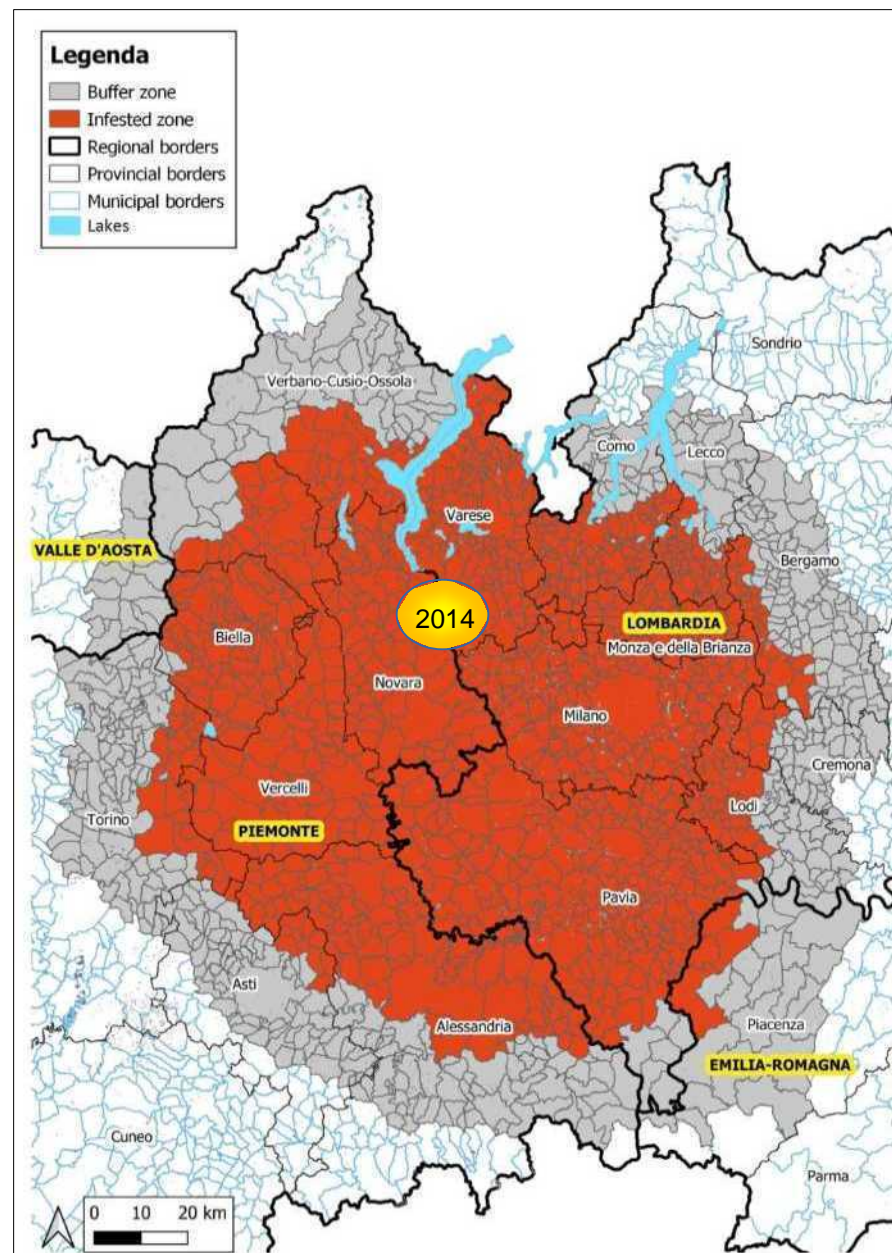 Legenda
Buffer zone
Infested zone
Regional borders
Provincial borders
Municipal borders
Lakes
Sondrio
Verbano-Cusio-Ossola
Como
Lecco
Varese
VALLE D'AOSTA
Bergamo
2014
LOMBARDIA
Biella
Monza e della Brianza
Novara
Milano
Cremona
Vercelli
Lodi
Torino
PIEMONTE
Pavia
Asti
Alessandria
Piacenza
EMILIA-ROMAGNA
Cuneo
Parma
0 10 20 km